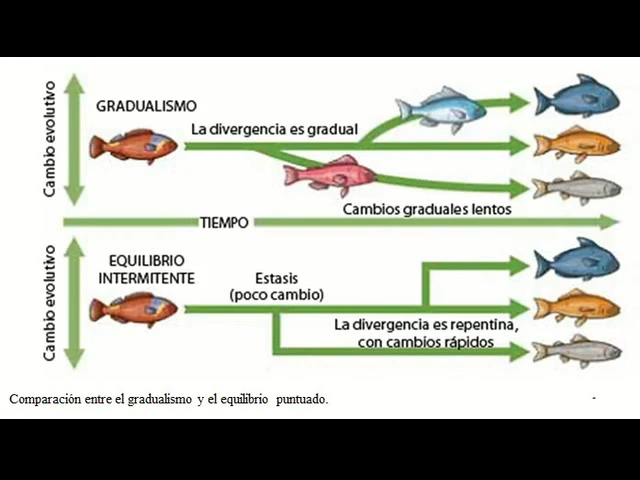 Cambio evolutivo
GRADUALISMO
La divergencia es gradual
Cambios graduales lentos
TIEMPO
Cambio evolutivo
EQUILIBRIO
INTERMITENTE
Estasis
(poco cambio)
La divergencia es repentina,
con cambios rápidos
Comparación entre el gradualismo y el equilibrio puntuado.